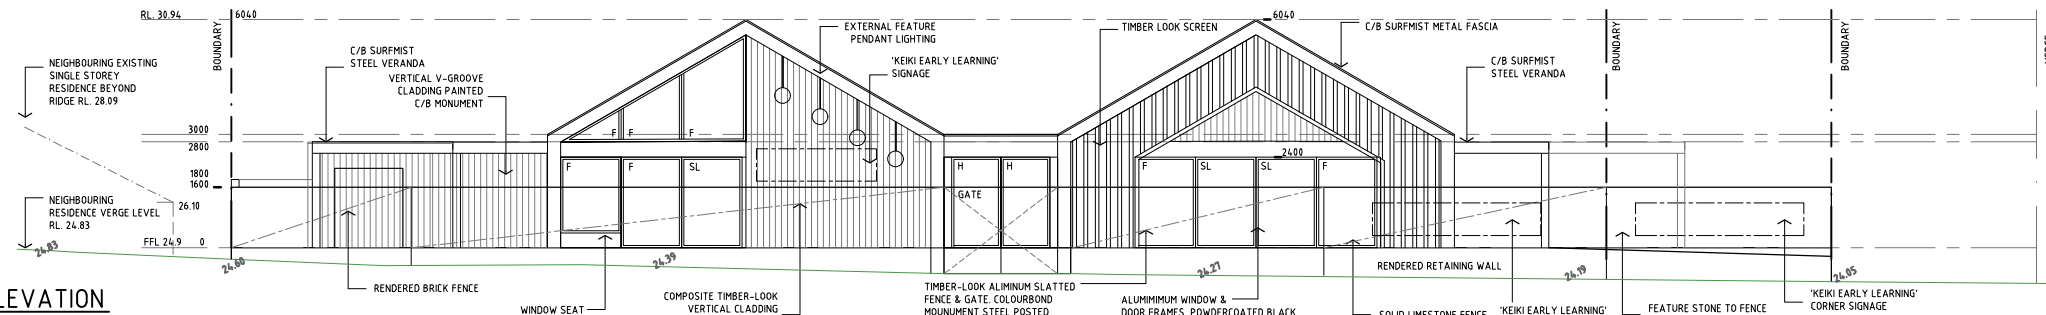 RL. 30.94
BOUNDARY
6040
NEIGHBOURING EXISTING
SINGLE STOREY
RESIDENCE BEYOND
RIDGE RL. 28.09
C/B SURFMIST
STEEL VERANDA
VERTICAL V-GROOVE
CLADDING PAINTED
C/B MONUMENT
EXTERNAL FEATURE
PENDANT LIGHTING
'KEIKI EARLY LEARNING'
SIGNAGE
TIMBER LOOK SCREEN
6040
C/B SURFMIST METAL FASCIA
C/B SURFMIST
STEEL VERANDA
BOUNDARY
BOUNDARY
3000
2800
1800
1600
F F F
F F SL
H H
GATE
2400
F SL SL F
NEIGHBOURING
RESIDENCE VERGE LEVEL
RL. 24.83
26.10
FFL 24.9 0
24.83
24.60
24.39
24.27
24.19
24.05
RENDERED BRICK FENCE
WINDOW SEAT
COMPOSITE TIMBER-LOOK
VERTICAL CLADDING
TIMBER-LOOK ALIMINUM SLATTED
FENCE & GATE. COLOURBOND
MOUNUMENT STEEL POSTED
ALUMIMIMUM WINDOW &
DOOR FRAMES, POWDERCOATED BLACK
RENDERED RETAINING WALL
SOLID LIMESTONE FENCE
'KEIKI EARLY LEARNING'
FEATURE STONE TO FENCE
'KEIKI EARLY LEARNING'
CORNER SIGNAGE
LEVATION